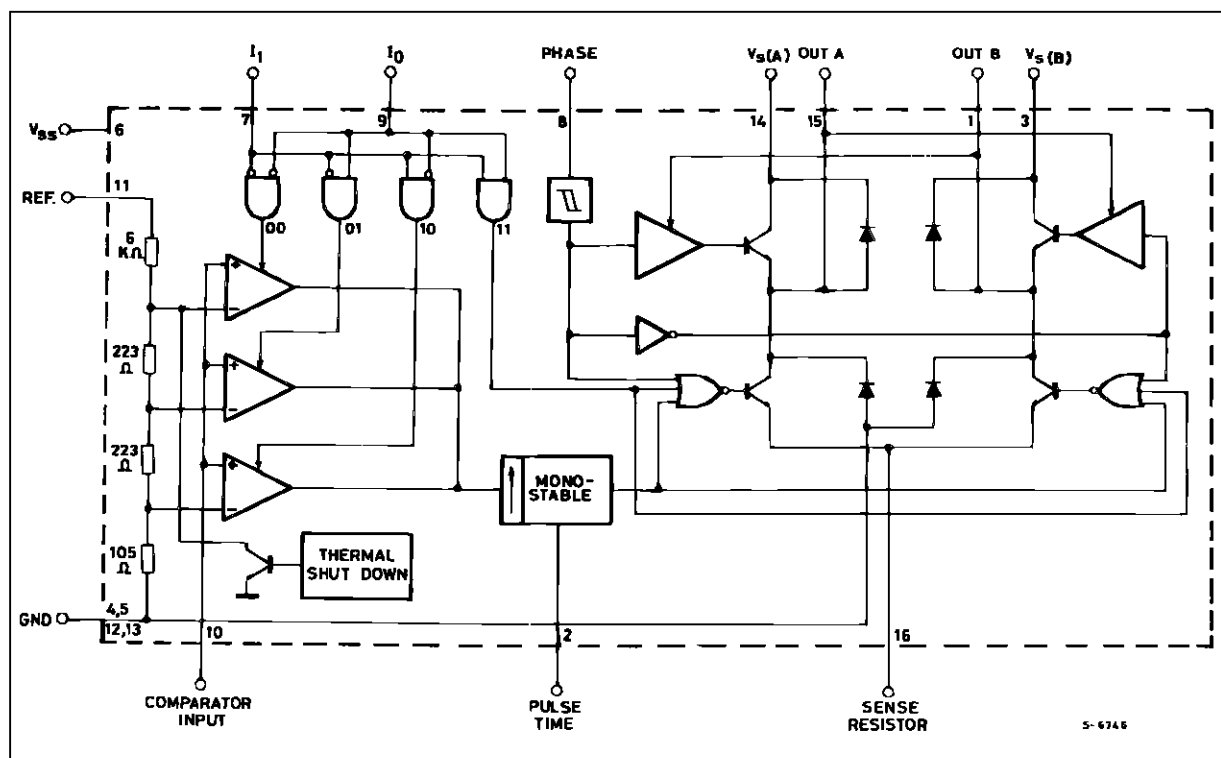 I1
I0
PHASE
Vs(A)
OUT A
OUT B
Vs(B)
7
9
8
14
15
1
3
Vss
6
REF.
11
00
01
10
11
6
KΩ
+
−
223
Ω
+
−
223
Ω
+
−
MONO-
STABLE
105
Ω
THERMAL
SHUT DOWN
GND
4,5
12,13
10
2
16
COMPARATOR
INPUT
PULSE
TIME
SENSE
RESISTOR
S-6746